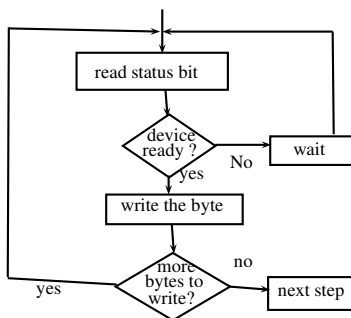 read status bit
device
ready ?
No
wait
yes
write the byte
more
bytes to
write?
no
yes
next step